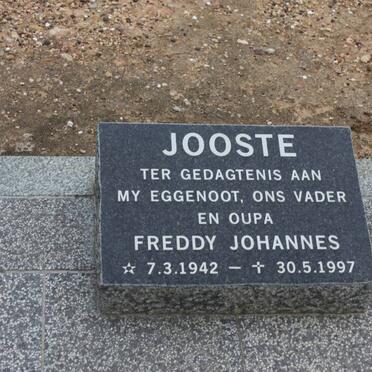 JOOSTE
TER GEDAGTENIS AAN
MY EGGENOOT, ONS VADER
EN OUPA
FREDDY JOHANNES
☆ 7.3.1942 – ✝ 30.5.1997